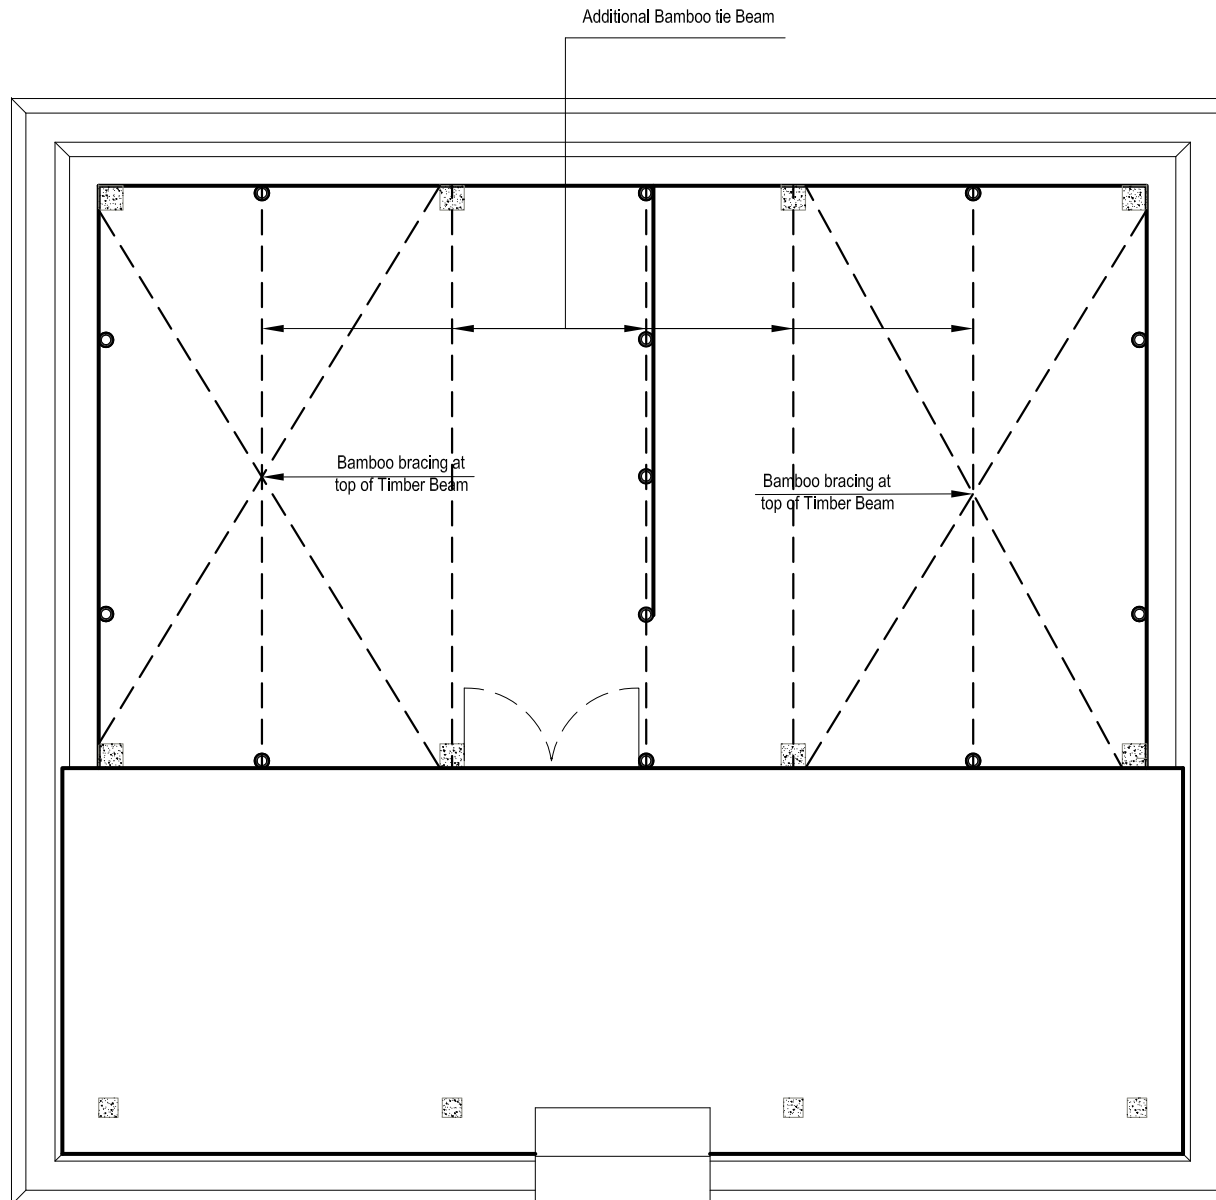 Additional Bamboo tie Beam
Bamboo bracing at
top of Timber Beam
Bamboo bracing at
top of Timber Beam